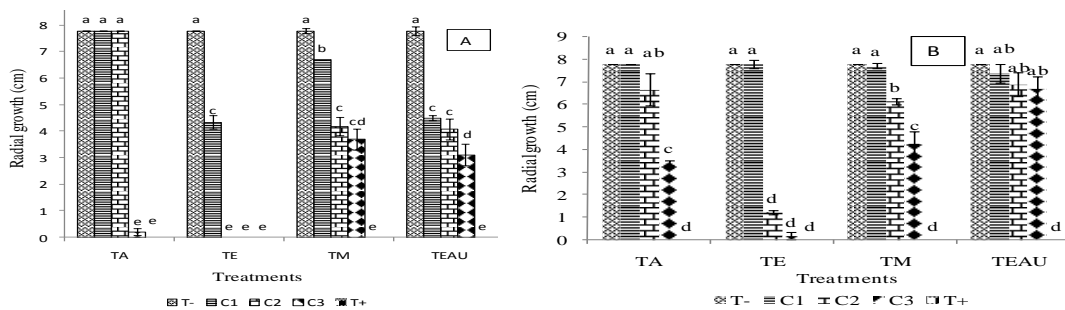 a a a a a a
8
A
7
b
6
Radial growth (cm)
5
c c c c
4
cd d
3
2
1
e e e e e e e
0
TA TE TM TEAU
Treatments
T- C1 C2 C3 T+
9
B
a a ab a a a a a ab ab ab
8
7
b
6
Radial growth (cm)
5
c
4
c
3
2
d
1
d d d d d
0
TA TE TM TEAU
Treatments
T- C1 C2 C3 T+